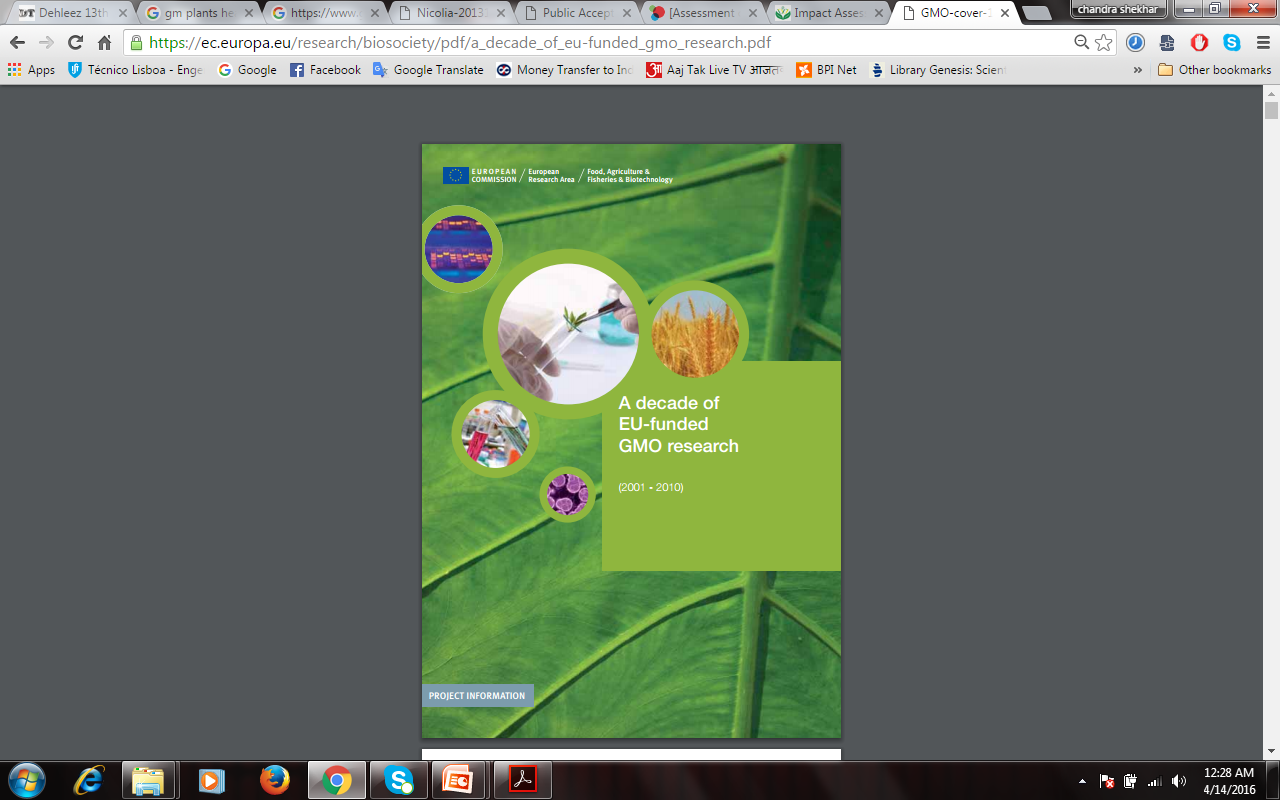 Dehleez 13th
gm plants he
https://www.
Nicolia-2013
Public Accept
[Assessment
Impact Asses
GMO-cover-1
chandra shekhar
https://ec.europa.eu/research/biosociety/pdf/a_decade_of_eu-funded_gmo_research.pdf
Apps
Técnico Lisboa - Enge
Google
Facebook
Google Translate
Money Transfer to Ind
Aaj Tak Live TV आजतक
BPI Net
Library Genesis: Scien
»
Other bookmarks
EUROPEAN
COMMISSION
European
Research Area
Food, Agriculture &
Fisheries & Biotechnology
A decade of
EU-funded
GMO research
(2001 - 2010)
PROJECT INFORMATION
12:28 AM
4/14/2016